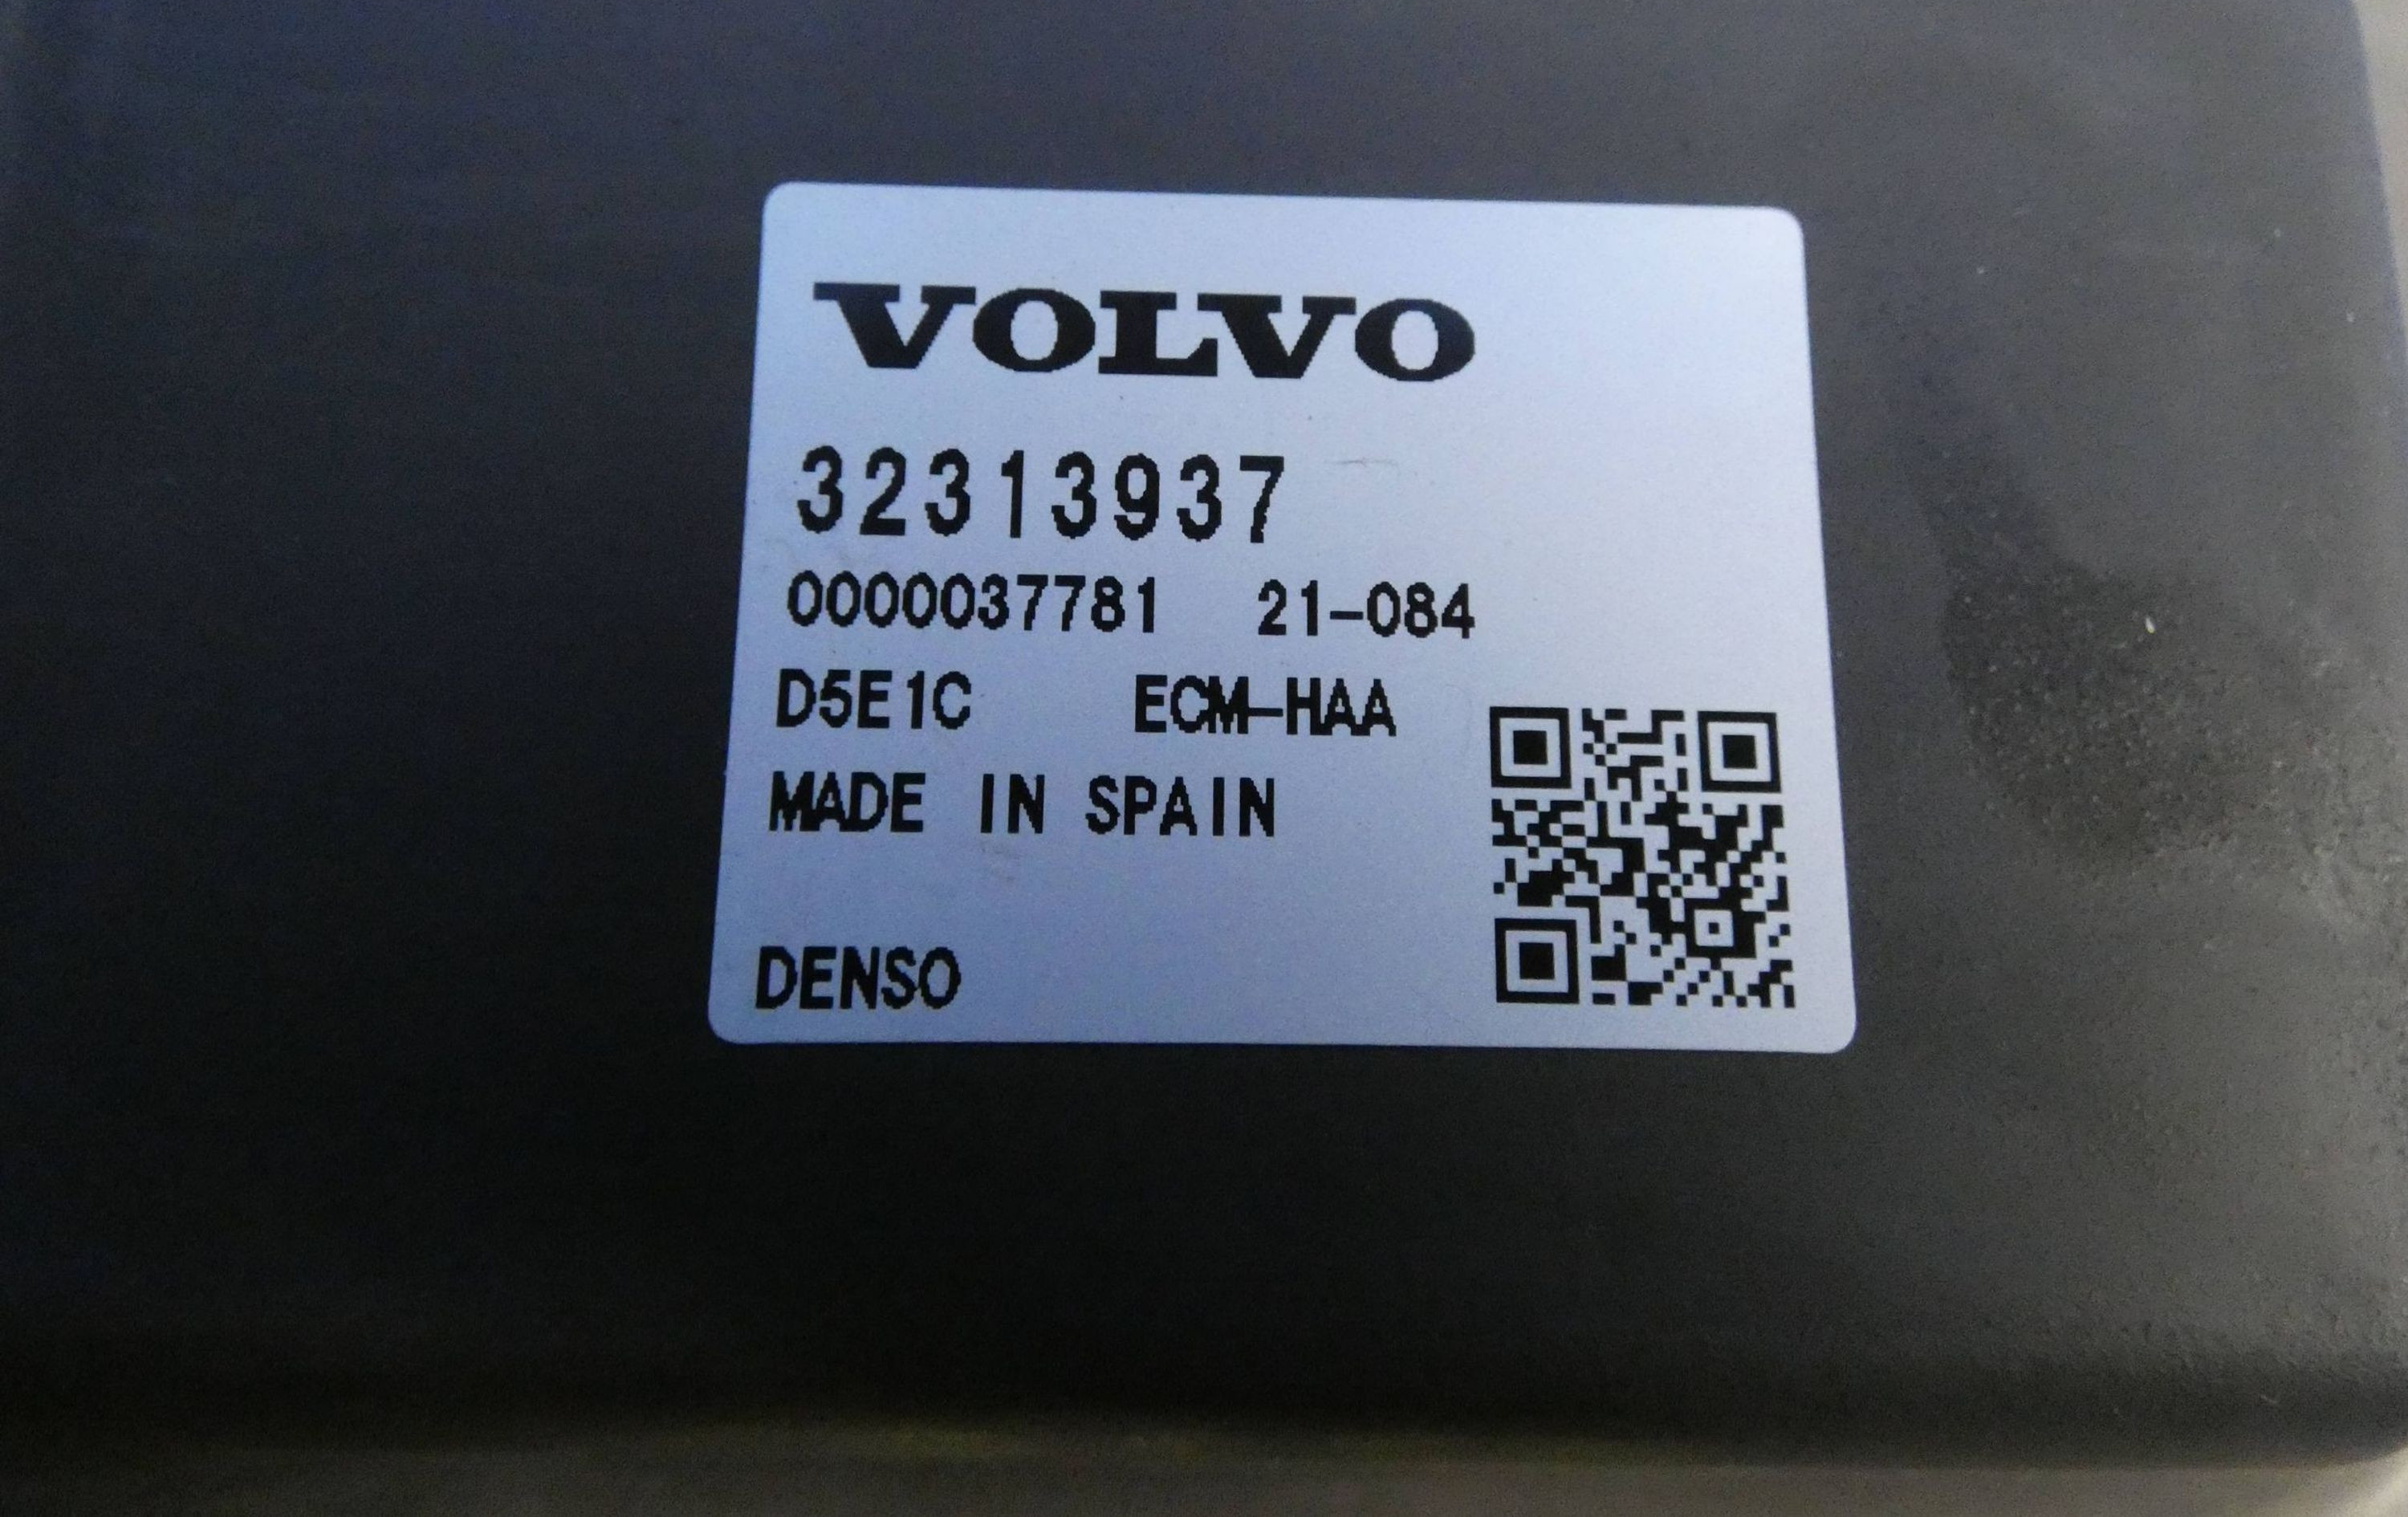 VOLVO
32313937
0000037781 21-084
D5E1C ECM-HAA
MADE IN SPAIN
DENSO